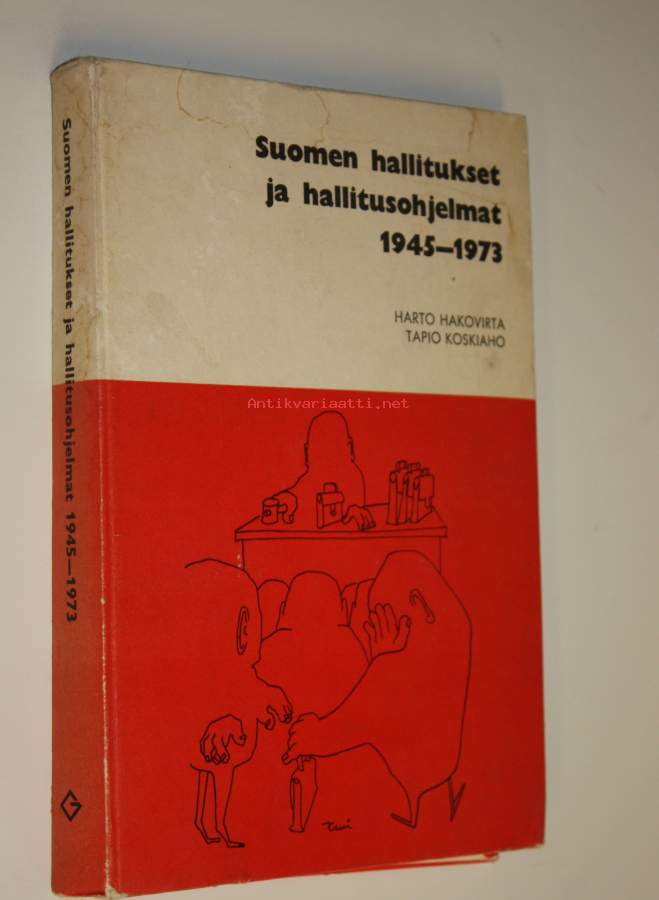 Suomen hallitukset
ja hallitusohjelmat
1945–1973
HARTO HAKOVIRTA
TAPIO KOSKIAHO
Antikvariaatti.net
Suomen hallitukset ja hallitusohjelmat 1945–1973
G